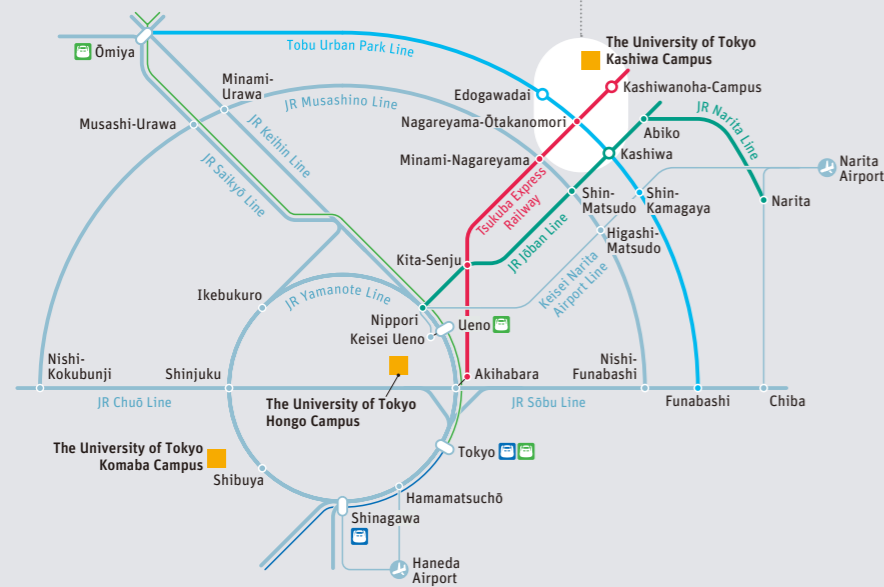 Ōmiya
Tobu Urban Park Line
The University of Tokyo
Kashiwa Campus
Minami-
Urawa
JR Musashino Line
Edogawadai
Kashiwanoha-Campus
Musashi-Urawa
JR Keihin Line
Nagareyama-Ōtakanomori
Abiko
JR Narita Line
JR Saikyō Line
Minami-Nagareyama
Kashiwa
Narita
Airport
Tsukuba Express
Railway
Shin-
Matsudo
Shin-
Kamagaya
Narita
JR Jōban Line
Higashi-
Matsudo
Kita-Senju
Keisei Narita
Airport Line
Ikebukuro
JR Yamanote Line
Nippori
Keisei Ueno
Ueno
Nishi-
Kokubunji
Shinjuku
Akihabara
Nishi-
Funabashi
JR Chuō Line
The University of Tokyo
Hongo Campus
JR Sōbu Line
Funabashi
Chiba
The University of Tokyo
Komaba Campus
Tokyo
Shibuya
Hamamatsuchō
Shinagawa
Haneda
Airport